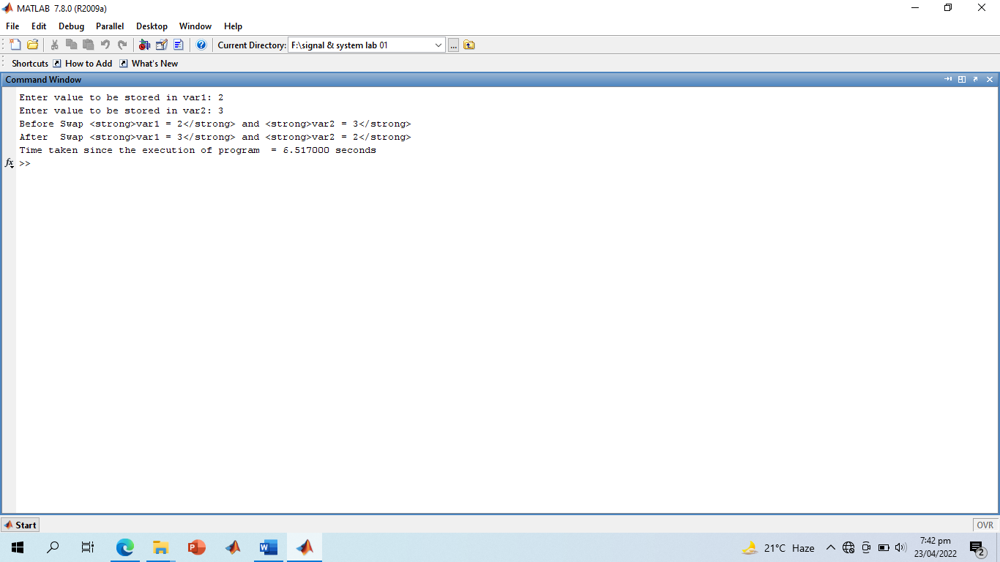 MATLAB 7.8.0 (R2009a)
File Edit Debug Parallel Desktop Window Help
Current Directory: F:\signal & system lab 01 ...
Shortcuts How to Add What's New
Command Window
Enter value to be stored in var1: 2
Enter value to be stored in var2: 3
Before Swap <strong>var1 = 2</strong> and <strong>var2 = 3</strong>
After  Swap <strong>var1 = 3</strong> and <strong>var2 = 2</strong>
Time taken since the execution of program  = 6.517000 seconds
fx >>
Start OVR
21°C Haze 7:42 pm
23/04/2022 2